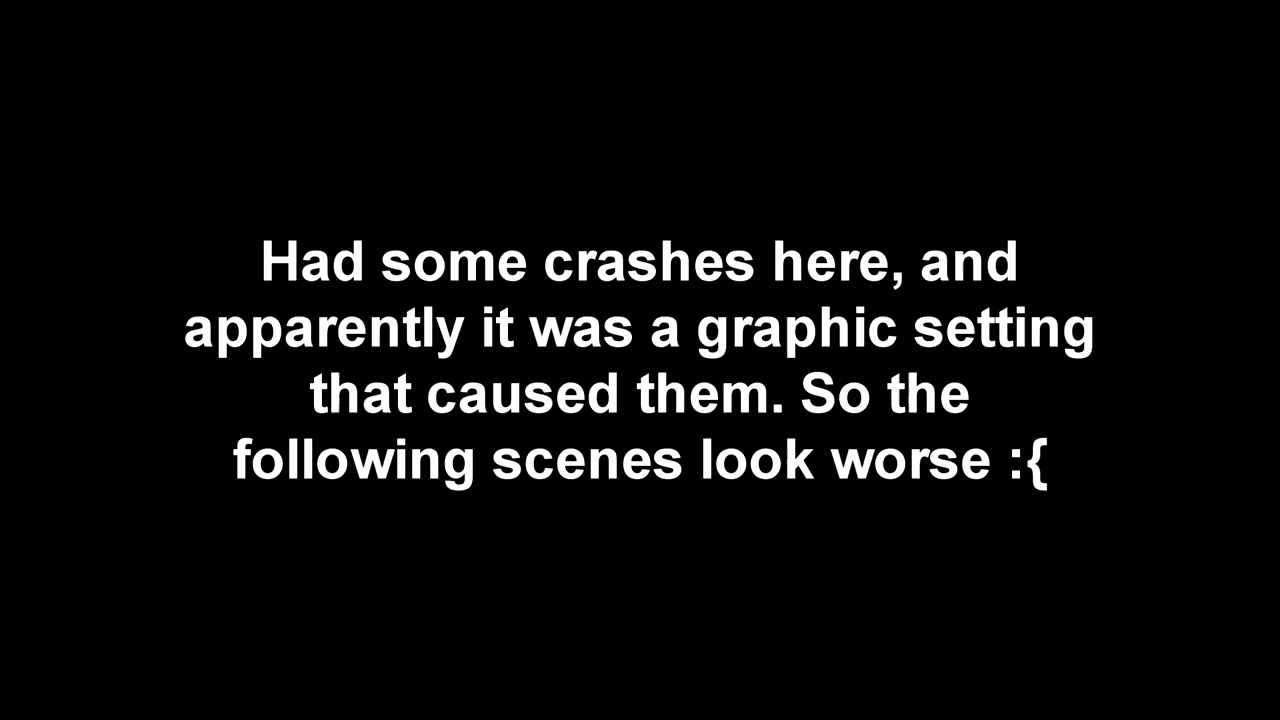 Had some crashes here, and
apparently it was a graphic setting
that caused them. So the
following scenes look worse :{